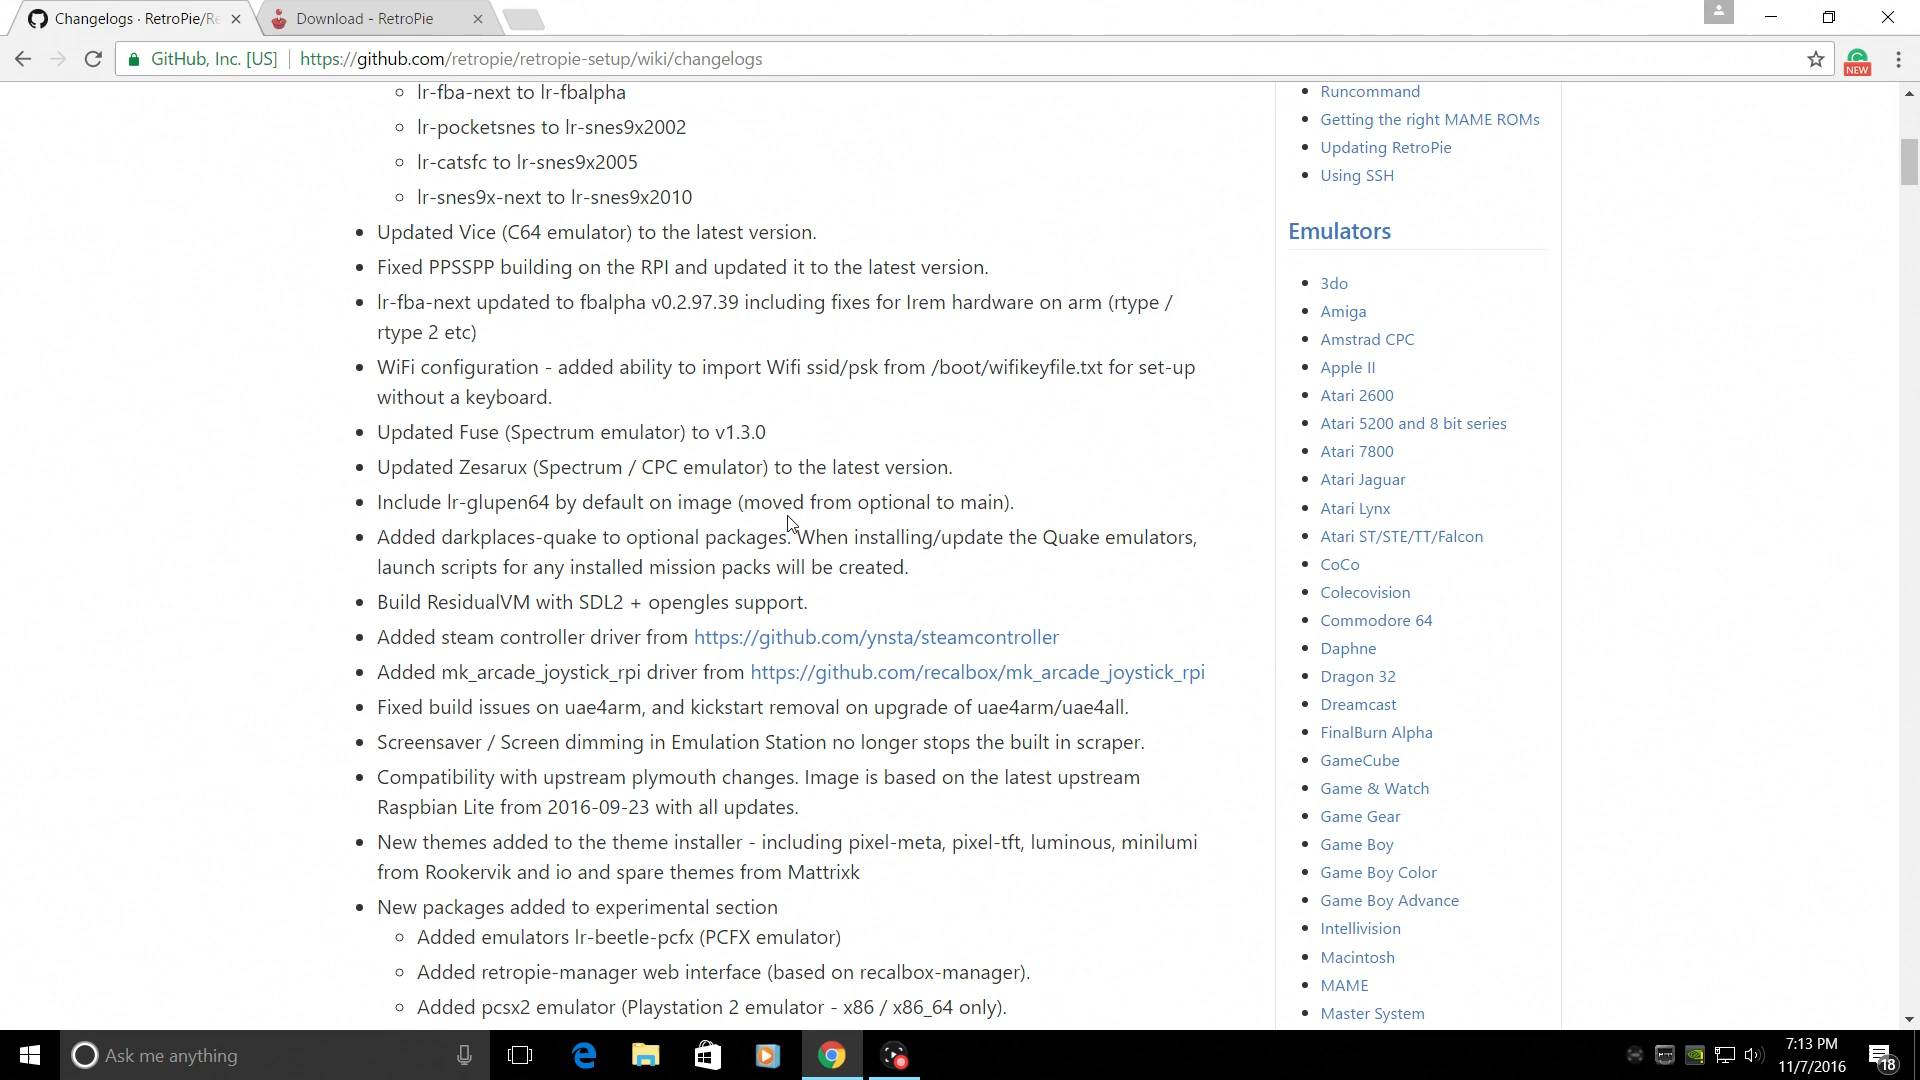 Changelogs · RetroPie/Re
Download - RetroPie
GitHub, Inc. [US]
https://github.com/retropie/retropie-setup/wiki/changelogs
NEW
lr-fba-next to lr-fbalpha
lr-pocketsnes to lr-snes9x2002
lr-catsfc to lr-snes9x2005
lr-snes9x-next to lr-snes9x2010
Updated Vice (C64 emulator) to the latest version.
Fixed PPSSPP building on the RPI and updated it to the latest version.
lr-fba-next updated to fbalpha v0.2.97.39 including fixes for Irem hardware on arm (rtype /
rtype 2 etc)
WiFi configuration - added ability to import Wifi ssid/psk from /boot/wifikeyfile.txt for set-up
without a keyboard.
Updated Fuse (Spectrum emulator) to v1.3.0
Updated Zesarux (Spectrum / CPC emulator) to the latest version.
Include lr-glupen64 by default on image (moved from optional to main).
Added darkplaces-quake to optional packages. When installing/update the Quake emulators,
launch scripts for any installed mission packs will be created.
Build ResidualVM with SDL2 + opengles support.
Added steam controller driver from https://github.com/ynsta/steamcontroller
Added mk_arcade_joystick_rpi driver from https://github.com/recalbox/mk_arcade_joystick_rpi
Fixed build issues on uae4arm, and kickstart removal on upgrade of uae4arm/uae4all.
Screensaver / Screen dimming in Emulation Station no longer stops the built in scraper.
Compatibility with upstream plymouth changes. Image is based on the latest upstream
Raspbian Lite from 2016-09-23 with all updates.
New themes added to the theme installer - including pixel-meta, pixel-tft, luminous, minilumi
from Rookervik and io and spare themes from Mattrixk
New packages added to experimental section
Added emulators lr-beetle-pcfx (PCFX emulator)
Added retropie-manager web interface (based on recalbox-manager).
Added pcsx2 emulator (Playstation 2 emulator - x86 / x86_64 only).
Runcommand
Getting the right MAME ROMs
Updating RetroPie
Using SSH
Emulators
3do
Amiga
Amstrad CPC
Apple II
Atari 2600
Atari 5200 and 8 bit series
Atari 7800
Atari Jaguar
Atari Lynx
Atari ST/STE/TT/Falcon
CoCo
Colecovision
Commodore 64
Daphne
Dragon 32
Dreamcast
FinalBurn Alpha
GameCube
Game & Watch
Game Gear
Game Boy
Game Boy Color
Game Boy Advance
Intellivision
Macintosh
MAME
Master System
Ask me anything
7:13 PM
11/7/2016
18